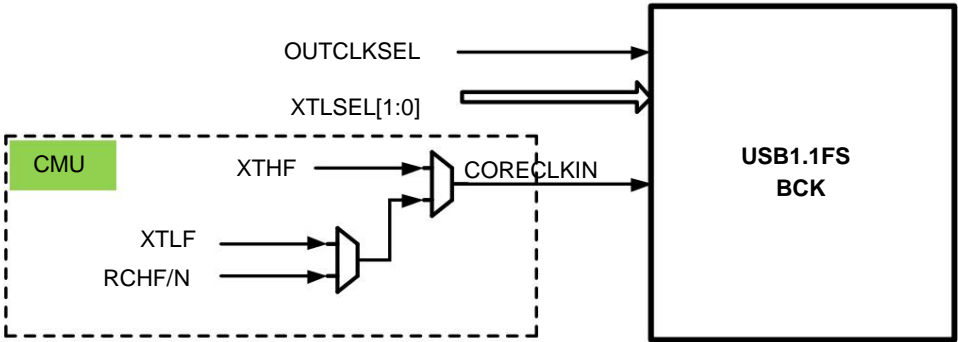 OUTCLKSEL
XTLSEL[1:0]
CMU
XTHF
CORECLKIN
XTLF
RCHF/N
USB1.1FS
BCK